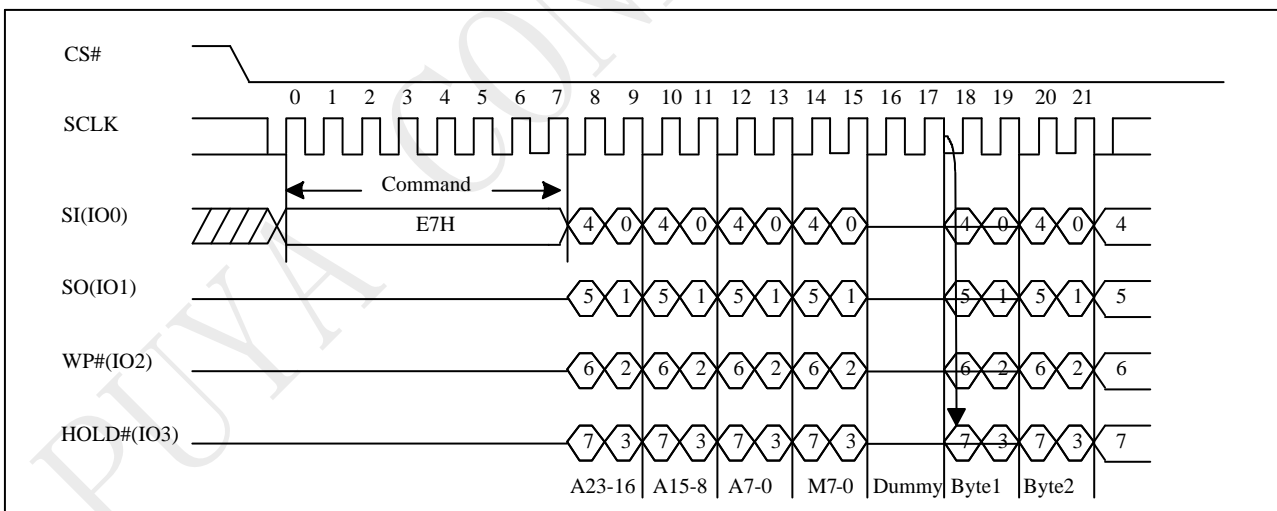 CS#
0 1 2 3 4 5 6 7 8 9 10 11 12 13 14 15 16 17 18 19 20 21
SCLK
Command
SI(IO0) E7H 4 0 4 0 4 0 4 0 4 0 4 0 4
SO(IO1) 5 1 5 1 5 1 5 1 5 1 5 1 5
WP#(IO2) 6 2 6 2 6 2 6 2 6 2 6 2 6
HOLD#(IO3) 7 3 7 3 7 3 7 3 7 3 7 3 7
A23-16 A15-8 A7-0 M7-0 Dummy Byte1 Byte2
PUYA